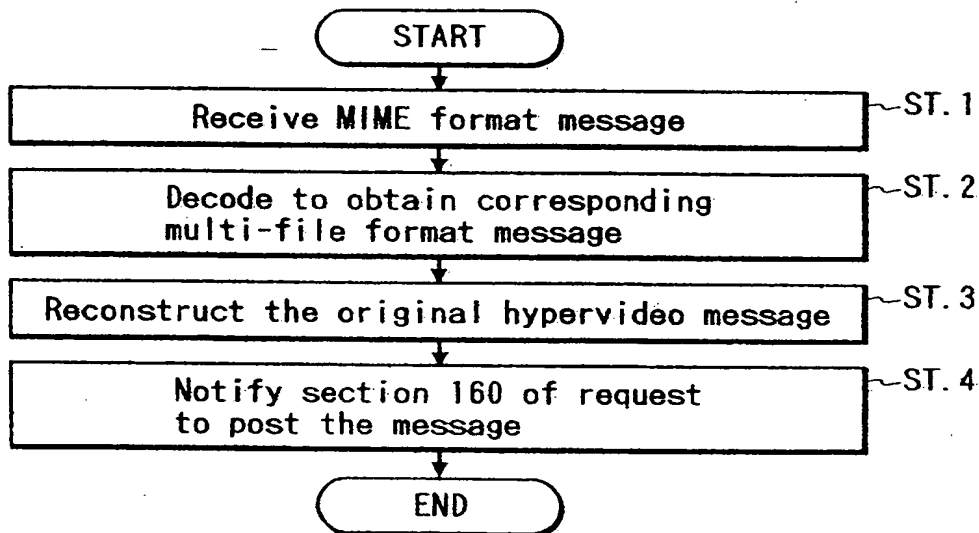 START
Receive MIME format message
ST. 1
Decode to obtain corresponding
multi-file format message
ST. 2
Reconstruct the original hypervideo message
ST. 3
Notify section 160 of request
to post the message
ST. 4
END